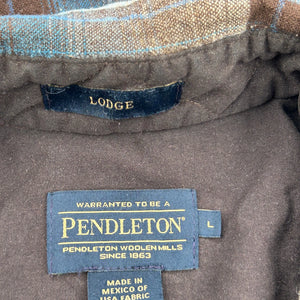 LODGE
WARRANTED TO BE A
PENDLETON®
L
PENDLETON WOOLEN MILLS
SINCE 1863
MADE IN
MEXICO OF
USA FABRIC